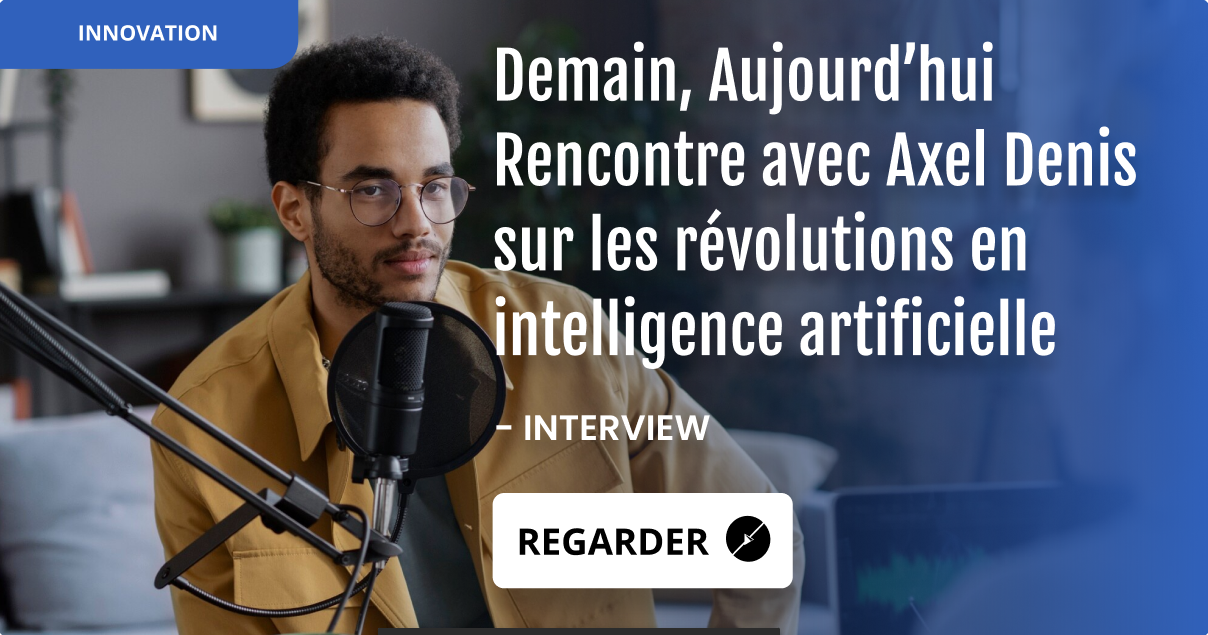 INNOVATION
Demain, Aujourd’hui
Rencontre avec Axel Denis
sur les révolutions en
intelligence artificielle
- INTERVIEW
REGARDER